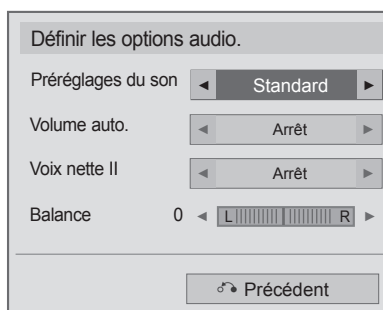 Définir les options audio.
Préréglages du son ◄ Standard ►
Volume auto. ◄ Arrêt ►
Voix nette II ◄ Arrêt ►
Balance 0 ◄ L R ►
Précédent